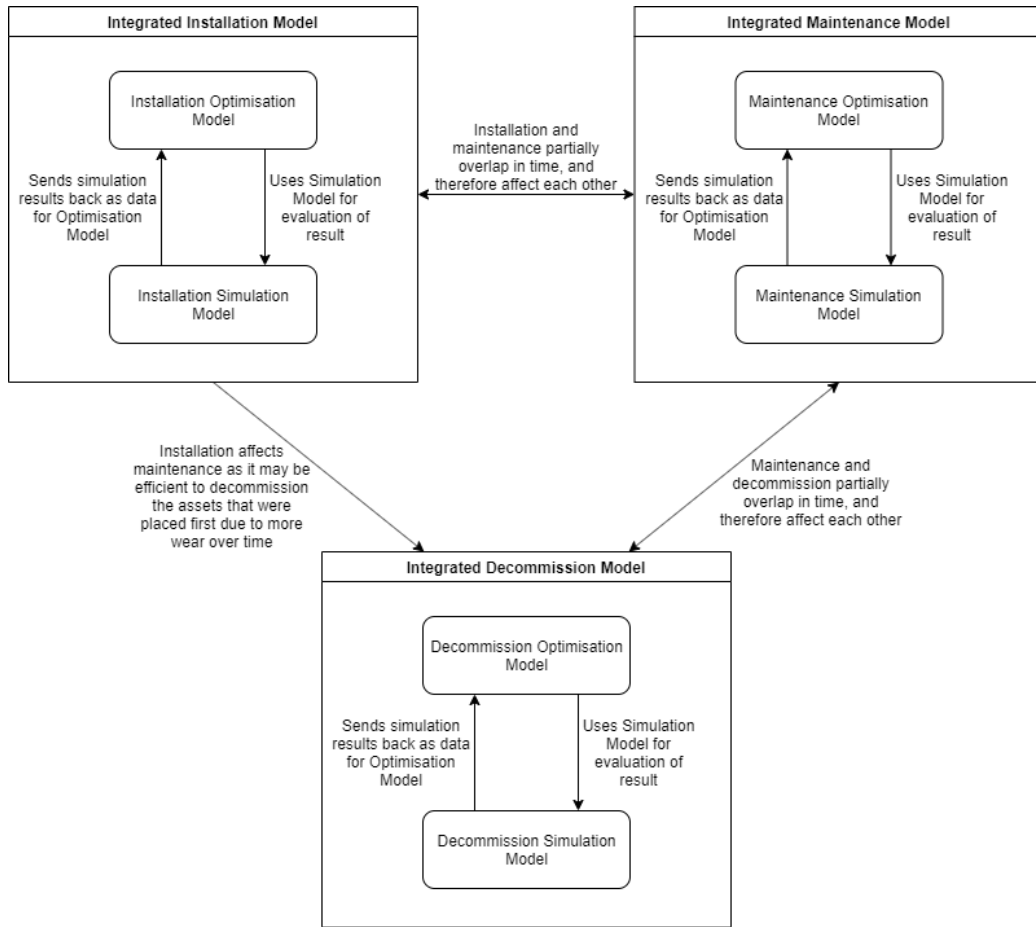 Integrated Installation Model
Installation Optimisation
Model
Sends simulation
results back as data
for Optimisation
Model
Uses Simulation
Model for
evaluation of
result
Installation Simulation
Model
Installation and
maintenance partially
overlap in time, and
therefore affect each other
Integrated Maintenance Model
Maintenance Optimisation
Model
Sends simulation
results back as data
for Optimisation
Model
Uses Simulation
Model for
evaluation of
result
Maintenance Simulation
Model
Installation affects
maintenance as it may be
efficient to decommission
the assets that were
placed first due to more
wear over time
Maintenance and
decommission partially
overlap in time, and
therefore affect each other
Integrated Decommission Model
Decommission Optimisation
Model
Sends simulation
results back as data
for Optimisation
Model
Uses Simulation
Model for
evaluation of
result
Decommission Simulation
Model